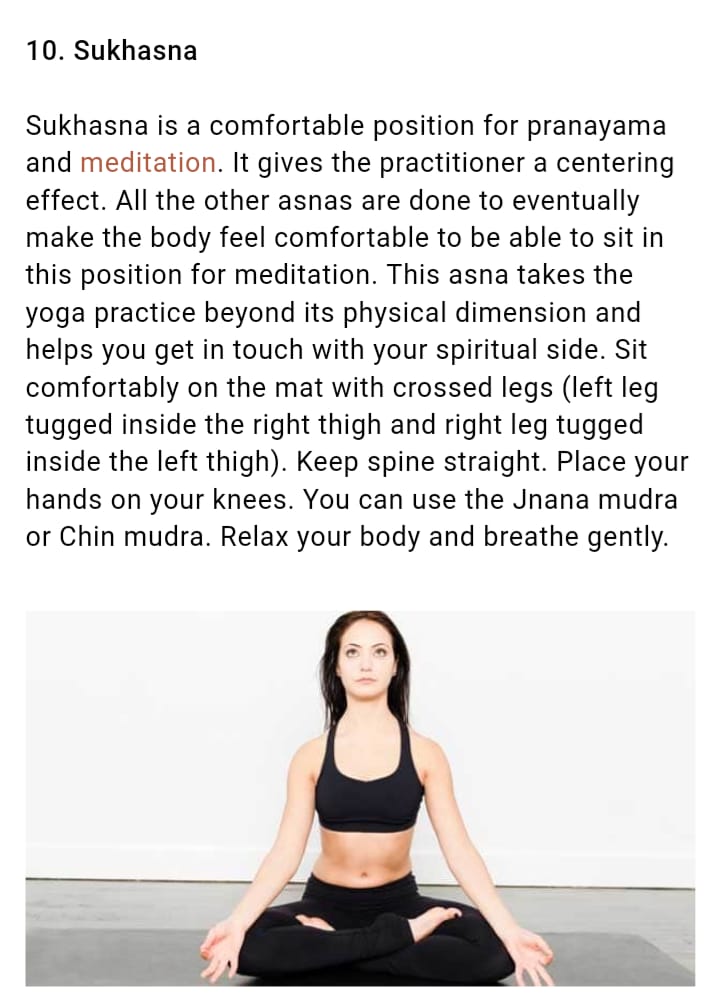 10. Sukhasna
Sukhasna is a comfortable position for pranayama
and meditation. It gives the practitioner a centering
effect. All the other asnas are done to eventually
make the body feel comfortable to be able to sit in
this position for meditation. This asna takes the
yoga practice beyond its physical dimension and
helps you get in touch with your spiritual side. Sit
comfortably on the mat with crossed legs (left leg
tugged inside the right thigh and right leg tugged
inside the left thigh). Keep spine straight. Place your
hands on your knees. You can use the Jnana mudra
or Chin mudra. Relax your body and breathe gently.